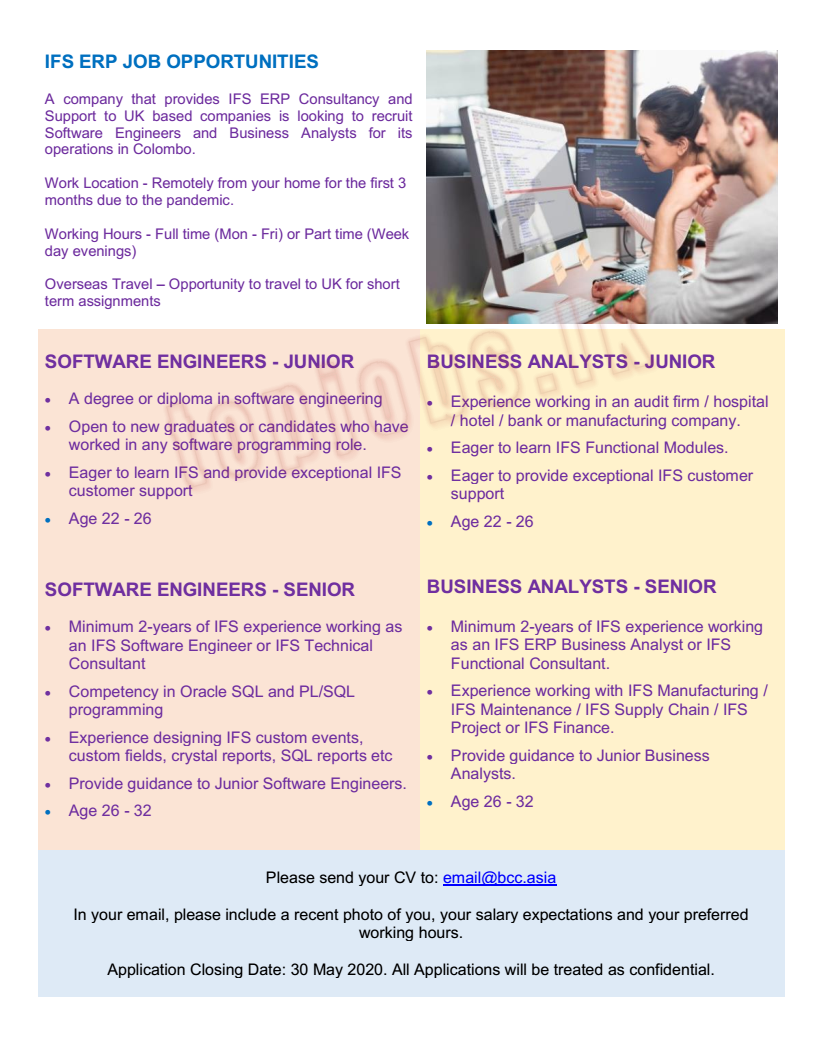 IFS ERP JOB OPPORTUNITIES
A company that provides IFS ERP Consultancy and
Support to UK based companies is looking to recruit
Software Engineers and Business Analysts for its
operations in Colombo.
Work Location - Remotely from your home for the first 3
months due to the pandemic.
Working Hours - Full time (Mon - Fri) or Part time (Week
day evenings)
Overseas Travel – Opportunity to travel to UK for short
term assignments
topjobs.lk
SOFTWARE ENGINEERS - JUNIOR
• A degree or diploma in software engineering
• Open to new graduates or candidates who have
worked in any software programming role.
• Eager to learn IFS and provide exceptional IFS
customer support
• Age 22 - 26
BUSINESS ANALYSTS - JUNIOR
• Experience working in an audit firm / hospital
/ hotel / bank or manufacturing company.
• Eager to learn IFS Functional Modules.
• Eager to provide exceptional IFS customer
support
• Age 22 - 26
SOFTWARE ENGINEERS - SENIOR
• Minimum 2-years of IFS experience working as
an IFS Software Engineer or IFS Technical
Consultant
• Competency in Oracle SQL and PL/SQL
programming
• Experience designing IFS custom events,
custom fields, crystal reports, SQL reports etc
• Provide guidance to Junior Software Engineers.
• Age 26 - 32
BUSINESS ANALYSTS - SENIOR
• Minimum 2-years of IFS experience working
as an IFS ERP Business Analyst or IFS
Functional Consultant.
• Experience working with IFS Manufacturing /
IFS Maintenance / IFS Supply Chain / IFS
Project or IFS Finance.
• Provide guidance to Junior Business
Analysts.
• Age 26 - 32
Please send your CV to: email@bcc.asia
In your email, please include a recent photo of you, your salary expectations and your preferred
working hours.
Application Closing Date: 30 May 2020. All Applications will be treated as confidential.